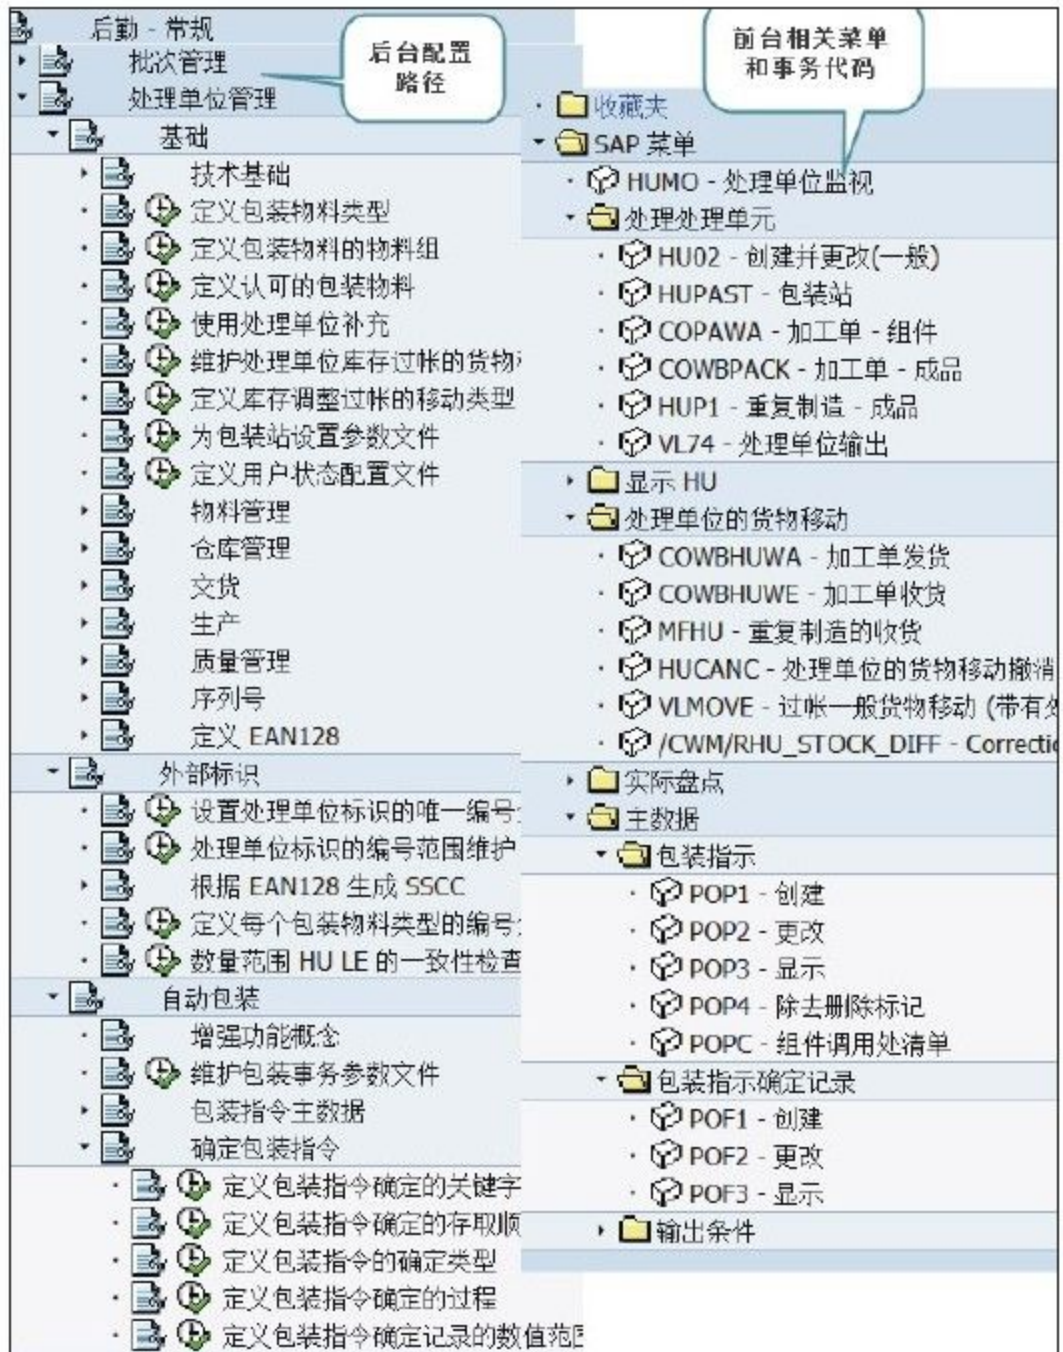 后勤 - 常规
批次管理
处理单位管理
基础
技术基础
定义包装物料类型
定义包装物料的物料组
定义认可的包装物料
使用处理单位补充
维护处理单位库存过帐的货物
定义库存调整过帐的移动类型
为包装站设置参数文件
定义用户状态配置文件
物料管理
仓库管理
交货
生产
质量管理
序列号
定义 EAN128
外部标识
设置处理单位标识的唯一编号
处理单位标识的编号范围维护
根据 EAN128 生成 SSCC
定义每个包装物料类型的编号
数量范围 HU LE 的一致性检查
自动包装
增强功能概念
维护包装事务参数文件
包装指令主数据
确定包装指令
定义包装指令确定的关键字
定义包装指令确定的存取顺
定义包装指令的确定类型
定义包装指令确定的过程
定义包装指令确定记录的数值范
后台配置
路径
前台相关菜单
和事务代码
收藏夹
SAP 菜单
HUMO - 处理单位监视
处理处理单元
HU02 - 创建并更改(一般)
HUPAST - 包装站
COPAWA - 加工单 - 组件
COWBPACK - 加工单 - 成品
HUP1 - 重复制造 - 成品
VL74 - 处理单位输出
显示 HU
处理单位的货物移动
COWBHUWA - 加工单发货
COWBHUWE - 加工单收货
MFHU - 重复制造的收货
HUCANC - 处理单位的货物移动撤消
VLMOVE - 过帐一般货物移动 (带有
/CWM/RHU_STOCK_DIFF - Correctio
实际盘点
主数据
包装指示
POP1 - 创建
POP2 - 更改
POP3 - 显示
POP4 - 除去删除标记
POPC - 组件调用处清单
包装指示确定记录
POF1 - 创建
POF2 - 更改
POF3 - 显示
输出条件